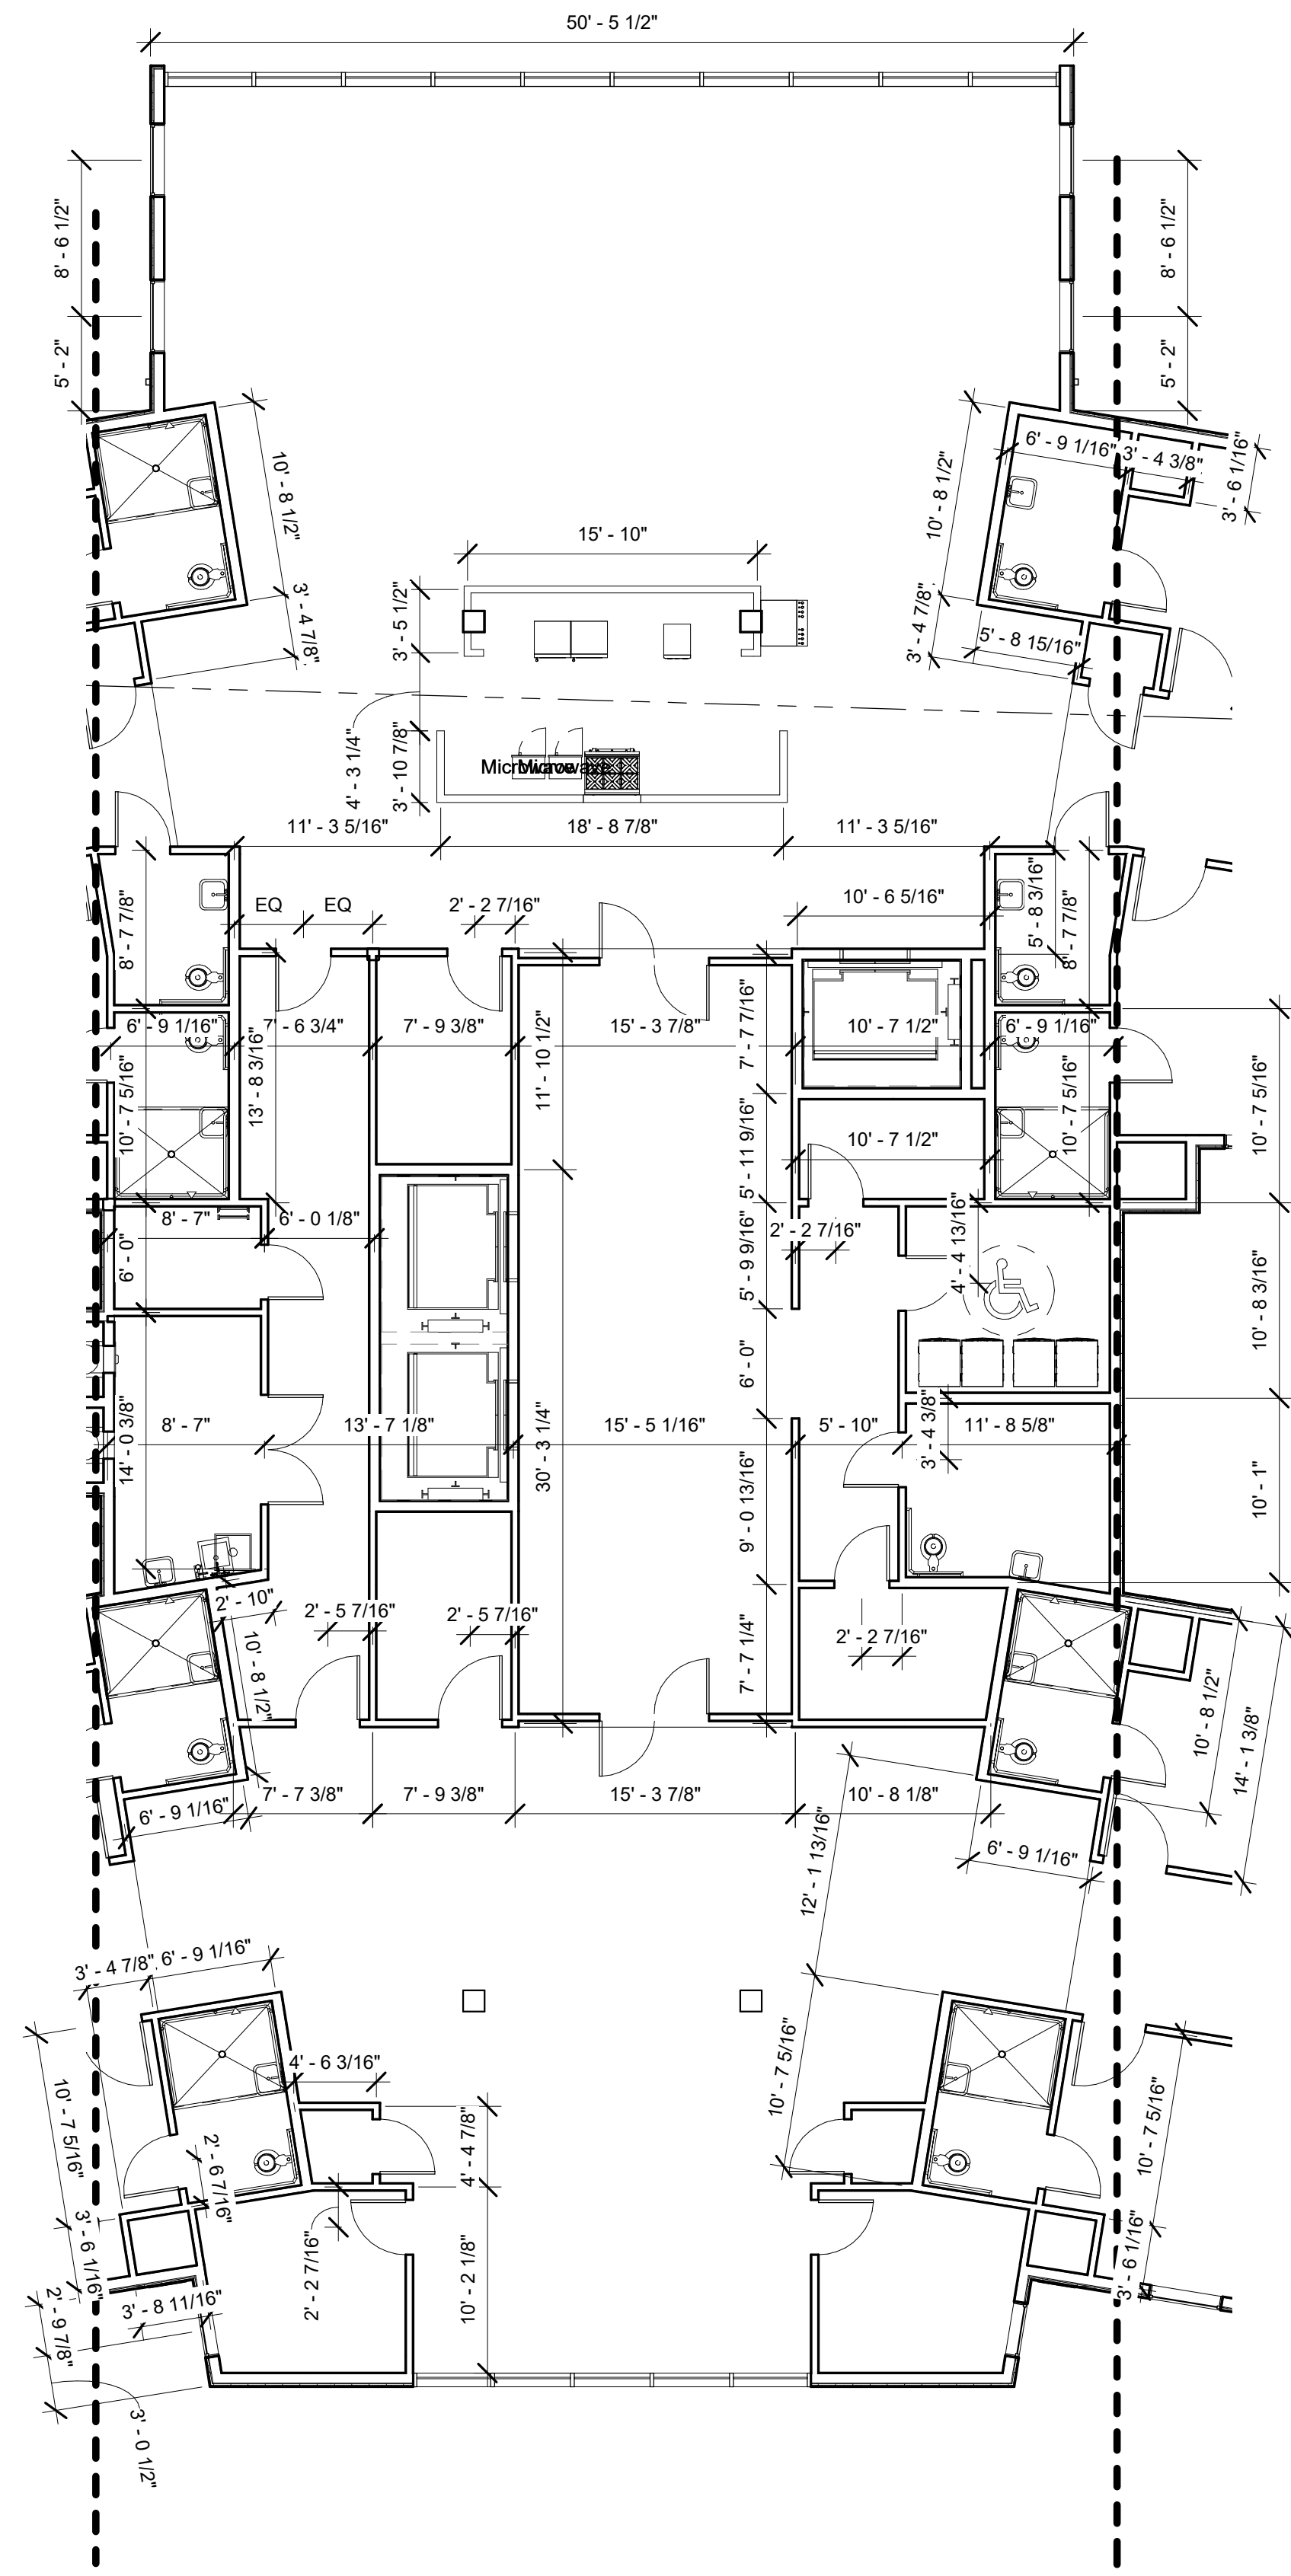 50' - 5 1/2"
8' - 6 1/2"
8' - 6 1/2"
5' - 2"
5' - 2"
10' - 8 1/2"
6' - 9 1/16"
3' - 4 3/8"
3' - 6 1/16"
10' - 8 1/2"
15' - 10"
3' - 4 7/8"
3' - 5 1/2"
3' - 4 7/8"
5' - 8 15/16"
4' - 3 1/4"
3' - 10 7/8"
Microwave
Microwave
11' - 3 5/16"
18' - 8 7/8"
11' - 3 5/16"
8' - 7 7/8"
EQ
EQ
2' - 2 7/16"
10' - 6 5/16"
5' - 8 3/16"
8' - 7 7/8"
6' - 9 1/16"
7' - 6 3/4"
7' - 9 3/8"
15' - 3 7/8"
10' - 7 1/2"
6' - 9 1/16"
10' - 7 5/16"
13' - 8 3/16"
11' - 10 1/2"
7' - 7 7/16"
10' - 7 5/16"
10' - 7 5/16"
5' - 11 9/16"
10' - 7 1/2"
8' - 7"
6' - 0 1/8"
6' - 0"
5' - 9 9/16"
2' - 2 7/16"
4' - 4 13/16"
10' - 8 3/16"
6' - 0"
14' - 0 3/8"
8' - 7"
13' - 7 1/8"
15' - 5 1/16"
5' - 10"
3' - 4 3/8"
11' - 8 5/8"
30' - 3 1/4"
9' - 0 13/16"
10' - 1"
2' - 10"
2' - 5 7/16"
2' - 5 7/16"
10' - 8 1/2"
7' - 7 1/4"
2' - 2 7/16"
10' - 8 1/2"
14' - 1 3/8"
6' - 9 1/16"
7' - 7 3/8"
7' - 9 3/8"
15' - 3 7/8"
10' - 8 1/8"
12' - 1 13/16"
6' - 9 1/16"
3' - 4 7/8"
6' - 9 1/16"
4' - 6 3/16"
10' - 7 5/16"
10' - 7 5/16"
10' - 7 5/16"
2' - 6 7/16"
4' - 4 7/8"
3' - 6 1/16"
3' - 6 1/16"
2' - 2 7/16"
10' - 2 1/8"
3' - 8 11/16"
2' - 9 7/8"
3' - 0 1/2"